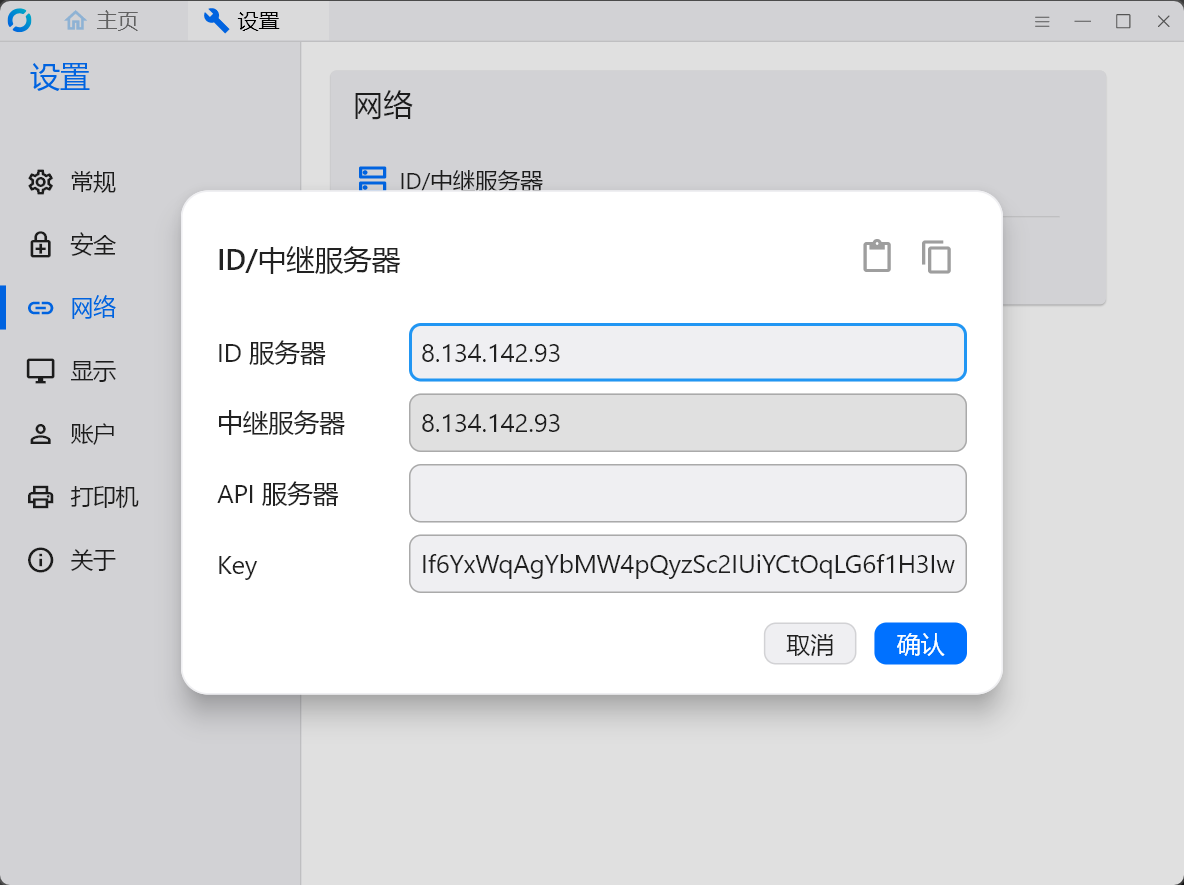 主页
设置
设置
常规
安全
网络
显示
账户
打印机
关于
网络
ID/中继服务器
ID/中继服务器
ID 服务器
8.134.142.93
中继服务器
8.134.142.93
API 服务器
Key
If6YxWqAgYbMW4pQyzSc2IUiYCtOqLG6f1H3Iw
取消
确认